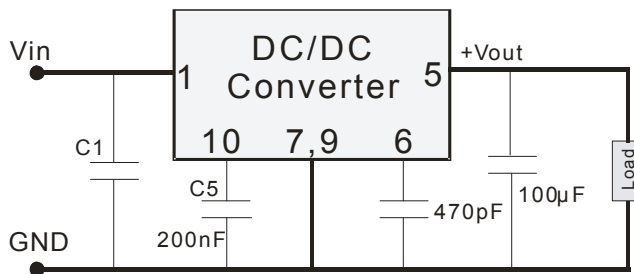 Vin
DC/DC
Converter
1
5
+Vout
10
7,9
6
C1
C5
200nF
470pF
100µF
Load
GND